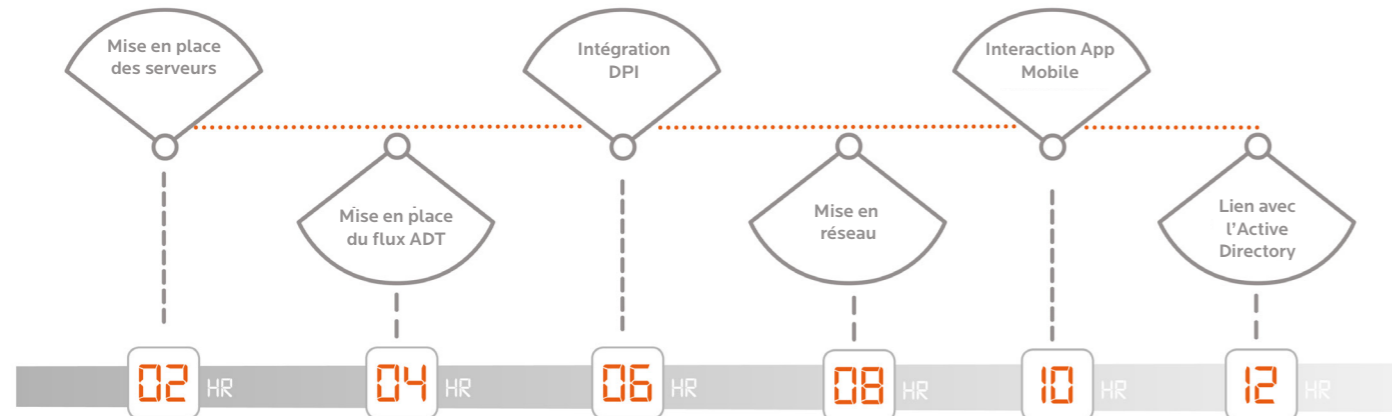 Mise en place
des serveurs
Intégration
DPI
Interaction App
Mobile
Mise en place
du flux ADT
Mise en
réseau
Lien avec
l'Active
Directory
02 HR
04 HR
06 HR
08 HR
10 HR
12 HR